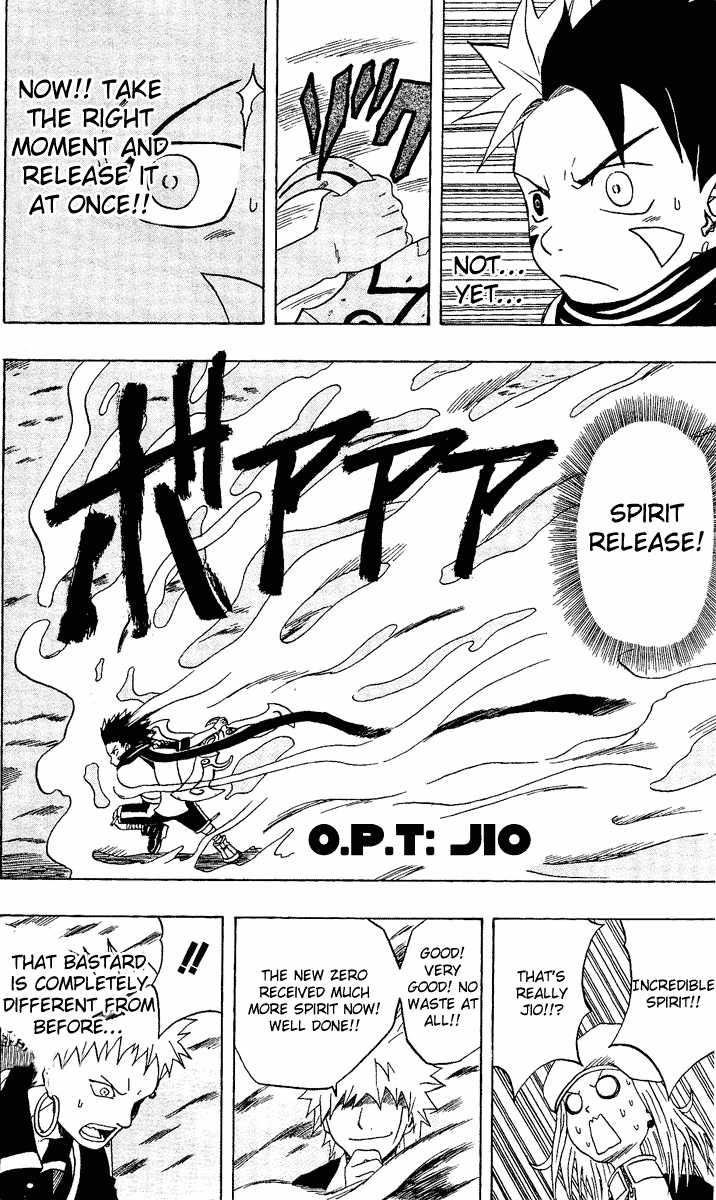 NOT...
YET...
NOW!! TAKE
THE RIGHT
MOMENT AND
RELEASE IT
AT ONCE!!
SPIRIT
RELEASE!
ボアアア
O.P.T: JIO
INCREDIBLE
SPIRIT!!
THAT'S
REALLY
JIO!!?
GOOD!
VERY
GOOD! NO
WASTE AT
ALL!!
THE NEW ZERO
RECEIVED MUCH
MORE SPIRIT NOW!
WELL DONE!!
!!
THAT BASTARD
IS COMPLETELY
DIFFERENT FROM
BEFORE...